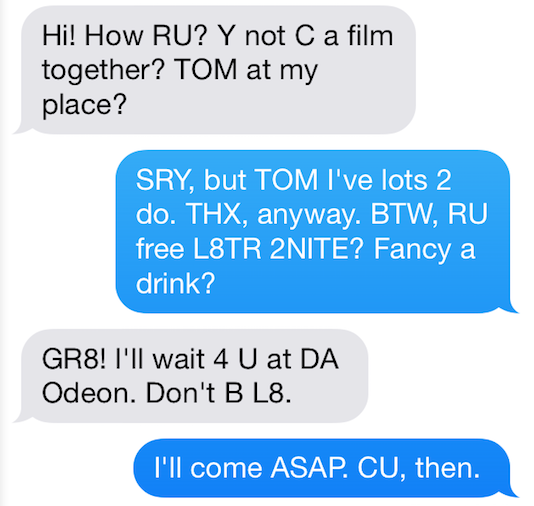 Hi! How RU? Y not C a film
together? TOM at my
place?
SRY, but TOM I've lots 2
do. THX, anyway. BTW, RU
free L8TR 2NITE? Fancy a
drink?
GR8! I'll wait 4 U at DA
Odeon. Don't B L8.
I'll come ASAP. CU, then.